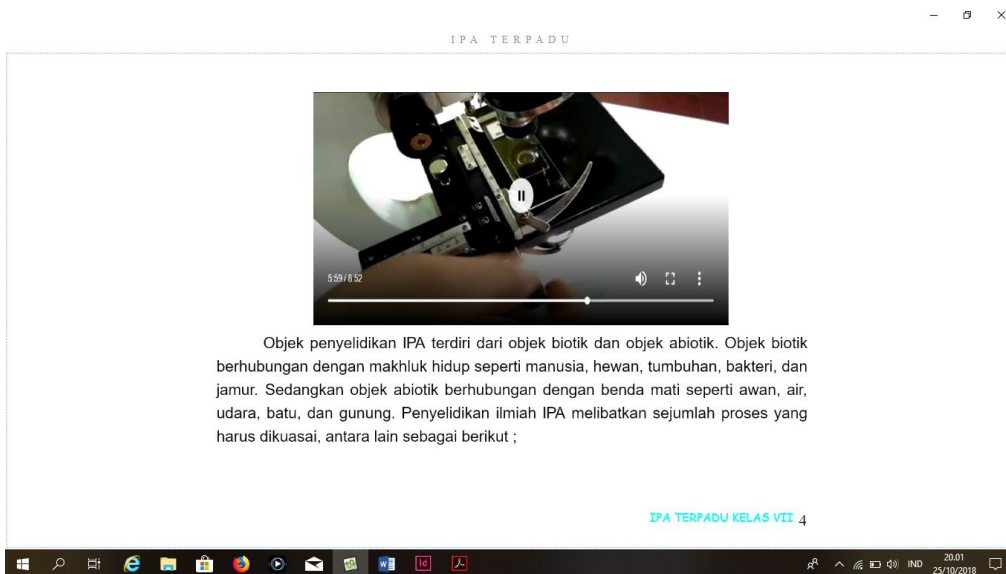 IPA TERPADU
5:59 / 8:52
Objek penyelidikan IPA terdiri dari objek biotik dan objek abiotik. Objek biotik
berhubungan dengan makhluk hidup seperti manusia, hewan, tumbuhan, bakteri, dan
jamur. Sedangkan objek abiotik berhubungan dengan benda mati seperti awan, air,
udara, batu, dan gunung. Penyelidikan ilmiah IPA melibatkan sejumlah proses yang
harus dikuasai, antara lain sebagai berikut ;
IPA TERPADU KELAS VII 4
IND
20.01
25/10/2018